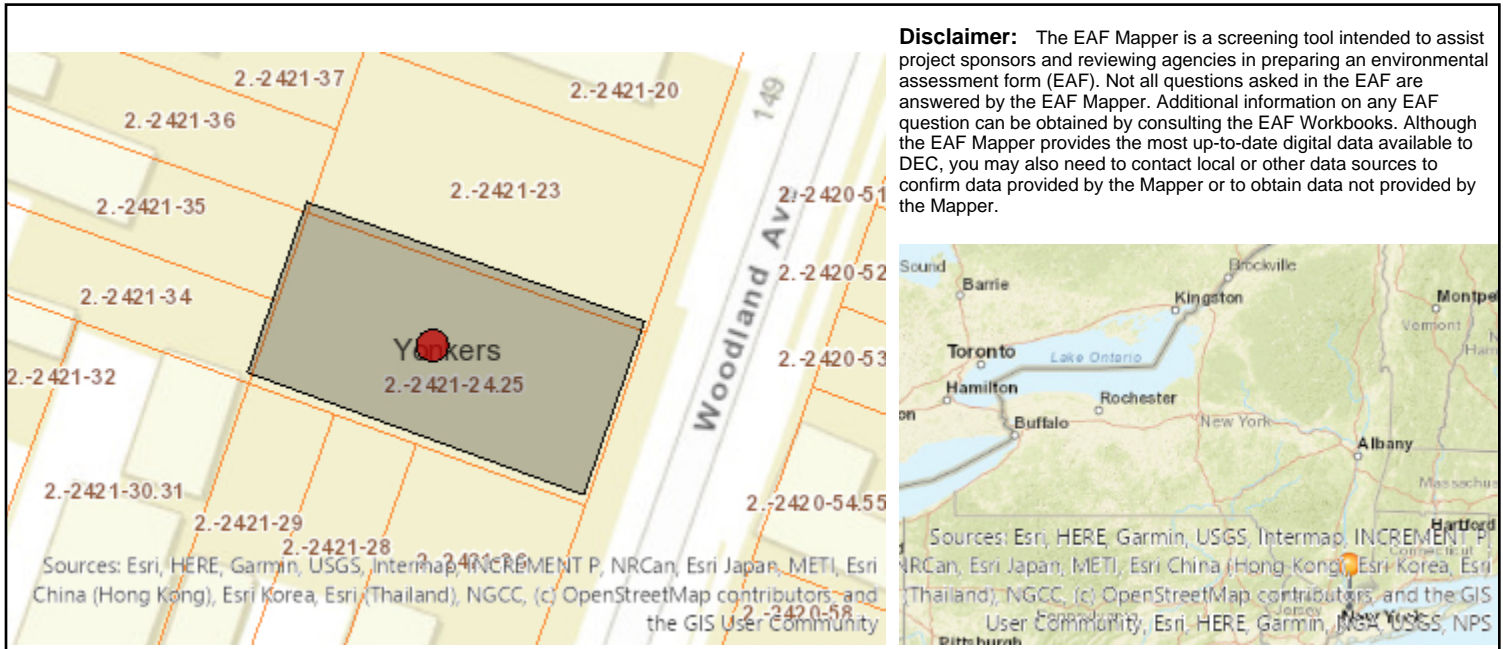 Disclaimer: The EAF Mapper is a screening tool intended to assist
project sponsors and reviewing agencies in preparing an environmental
assessment form (EAF). Not all questions asked in the EAF are
answered by the EAF Mapper. Additional information on any EAF
question can be obtained by consulting the EAF Workbooks. Although
the EAF Mapper provides the most up-to-date digital data available to
DEC, you may also need to contact local or other data sources to
confirm data provided by the Mapper or to obtain data not provided by
the Mapper.
2.-2421-37
2.-2421-20
149
2.-2421-36
2.-2421-23
2.-2420-51
2.-2421-35
Woodland Av
2.-2420-52
2.-2421-34
Yonkers
2.-2420-53
2.-2421-32
2.-2421-24.25
2.-2421-30.31
2.-2420-54.55
2.-2421-29
2.-2421-28
2.-2420-58
Sources: Esri, HERE, Garmin, USGS, Intermap, INCREMENT P, NRCan, Esri Japan, METI, Esri
China (Hong Kong), Esri Korea, Esri (Thailand), NGCC, (c) OpenStreetMap contributors, and
the GIS User Community
Sound
Barrie
Brockville
Kingston
Montpel
Vermont
Toronto
Lake Ontario
Hamilton
Rochester
Buffalo
New York
Albany
Massachus
Hartford
Connecticut
Sources: Esri, HERE, Garmin, USGS, Intermap, INCREMENT P,
NRCan, Esri Japan, METI, Esri China (Hong Kong), Esri Korea, Esri
(Thailand), NGCC, (c) OpenStreetMap contributors, and the GIS
User Community, Esri, HERE, Garmin, NGA, USGS, NPS
Pennsylvania
Jersey
New York
Pittsburgh